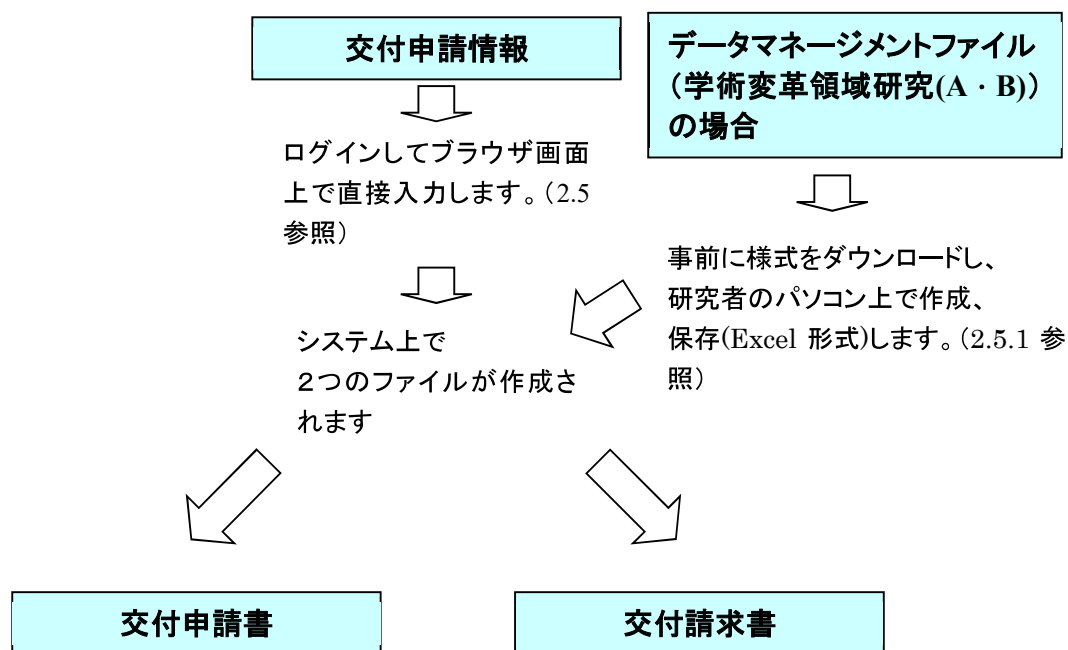 交付申請情報
ログインしてブラウザ画面
上で直接入力します。（2.5
参照）
データマネージメントファイル
（学術変革領域研究(A・B)）
の場合
事前に様式をダウンロードし、
研究者のパソコン上で作成、
保存(Excel 形式)します。（2.5.1 参
照）
システム上で
２つのファイルが作成さ
れます
交付申請書
交付請求書